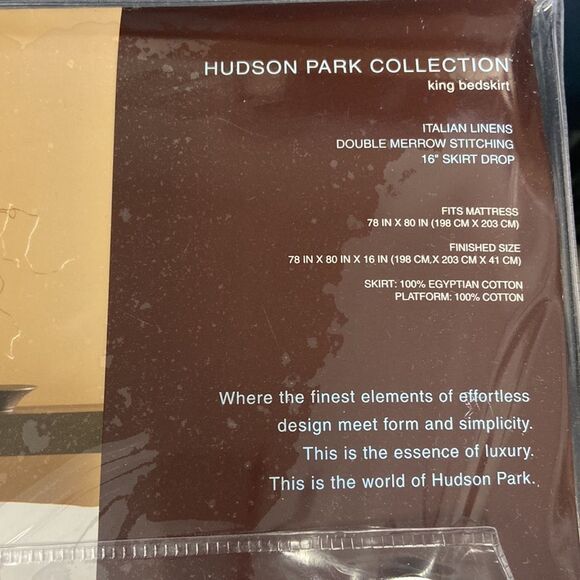 HUDSON PARK COLLECTION
king bedskirt
ITALIAN LINENS
DOUBLE MERROW STITCHING
16" SKIRT DROP
FITS MATTRESS
78 IN X 80 IN (198 CM X 203 CM)
FINISHED SIZE
78 IN X 80 IN X 16 IN (198 CM X 203 CM X 41 CM)
SKIRT: 100% EGYPTIAN COTTON
PLATFORM: 100% COTTON
Where the finest elements of effortless
design meet form and simplicity.
This is the essence of luxury.
This is the world of Hudson Park.